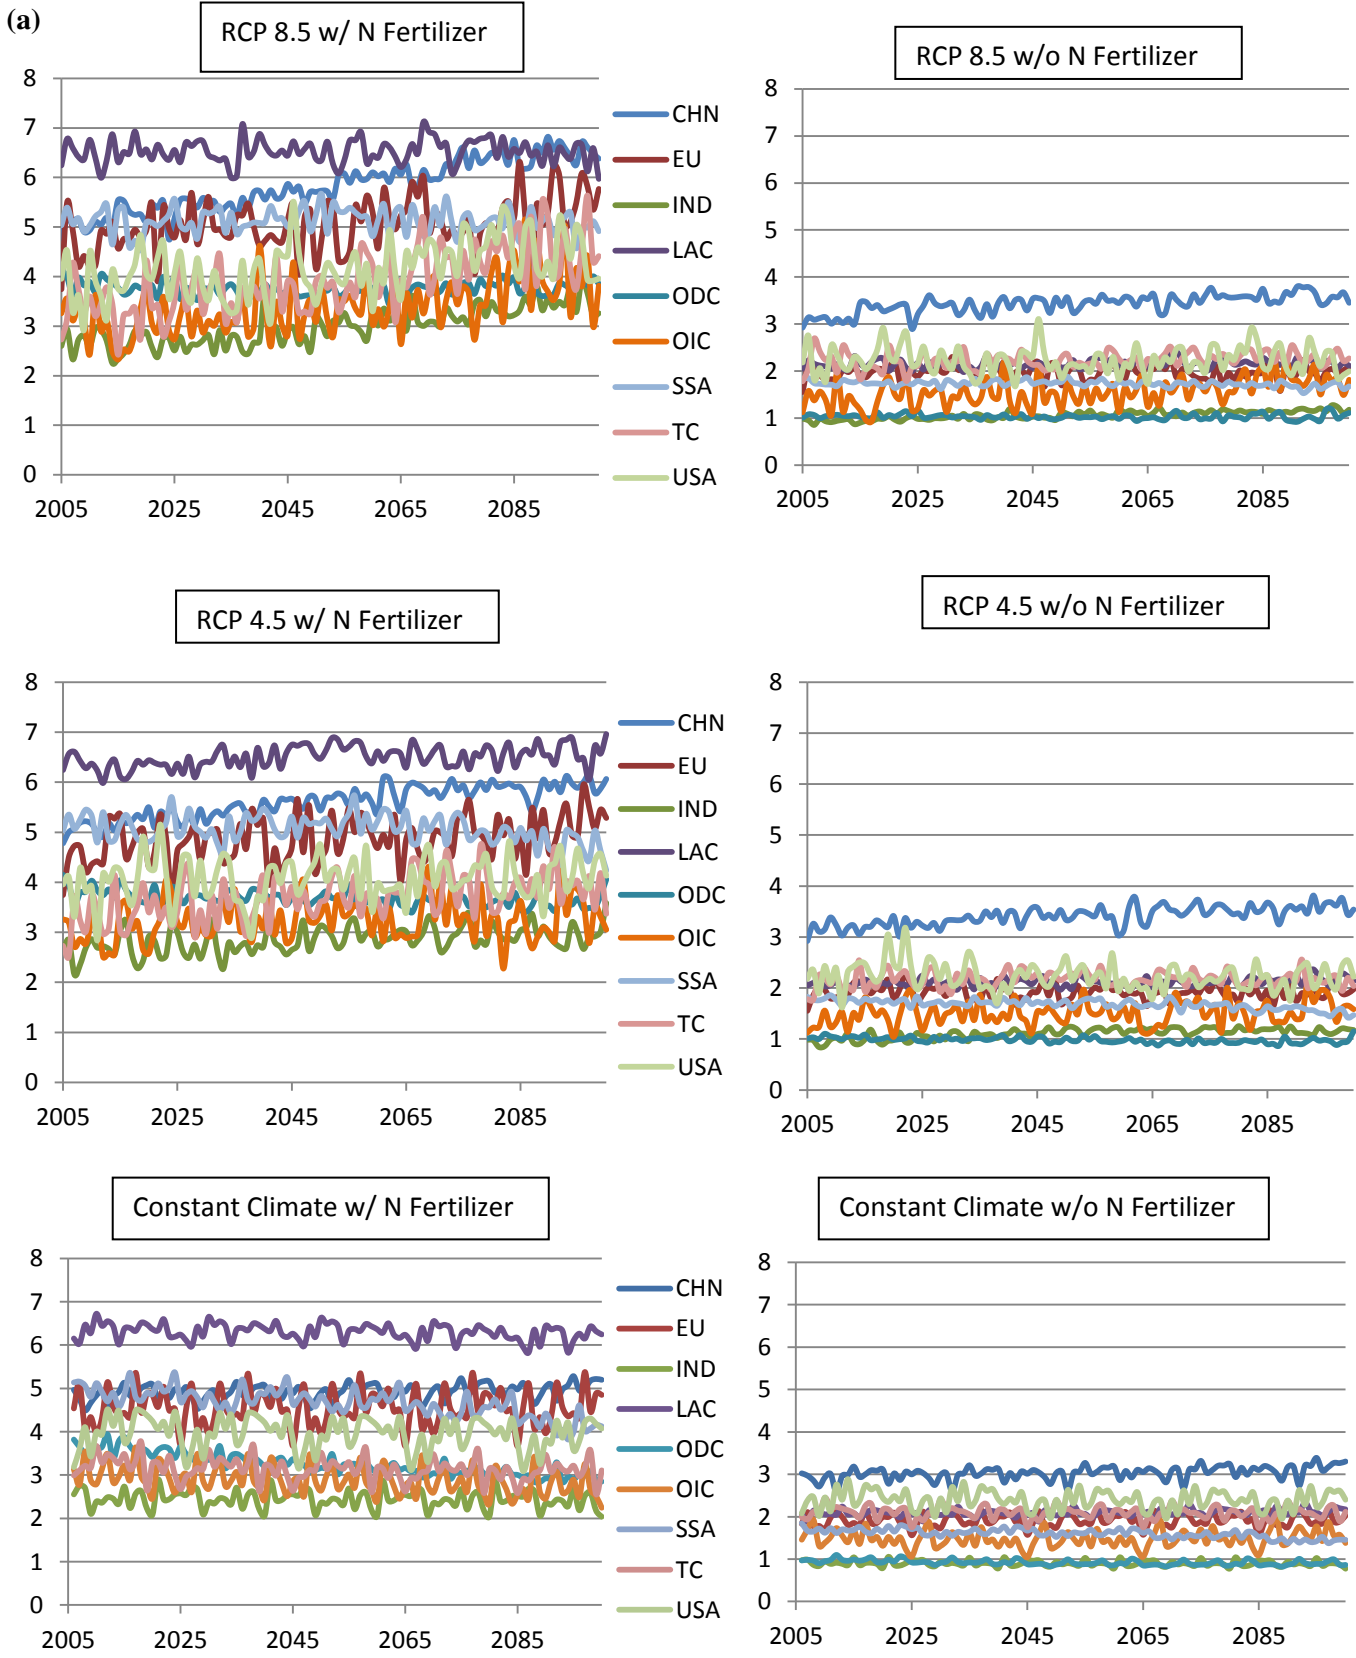 (a)
RCP 8.5 w/ N Fertilizer
8
7
6
5
4
3
2
1
0
2005 2025 2045 2065 2085
CHN
EU
IND
LAC
ODC
OIC
SSA
TC
USA
RCP 8.5 w/o N Fertilizer
8
7
6
5
4
3
2
1
0
2005 2025 2045 2065 2085
RCP 4.5 w/ N Fertilizer
8
7
6
5
4
3
2
1
0
2005 2025 2045 2065 2085
CHN
EU
IND
LAC
ODC
OIC
SSA
TC
USA
RCP 4.5 w/o N Fertilizer
8
7
6
5
4
3
2
1
0
2005 2025 2045 2065 2085
Constant Climate w/ N Fertilizer
8
7
6
5
4
3
2
1
0
2005 2025 2045 2065 2085
CHN
EU
IND
LAC
ODC
OIC
SSA
TC
USA
Constant Climate w/o N Fertilizer
8
7
6
5
4
3
2
1
0
2005 2025 2045 2065 2085